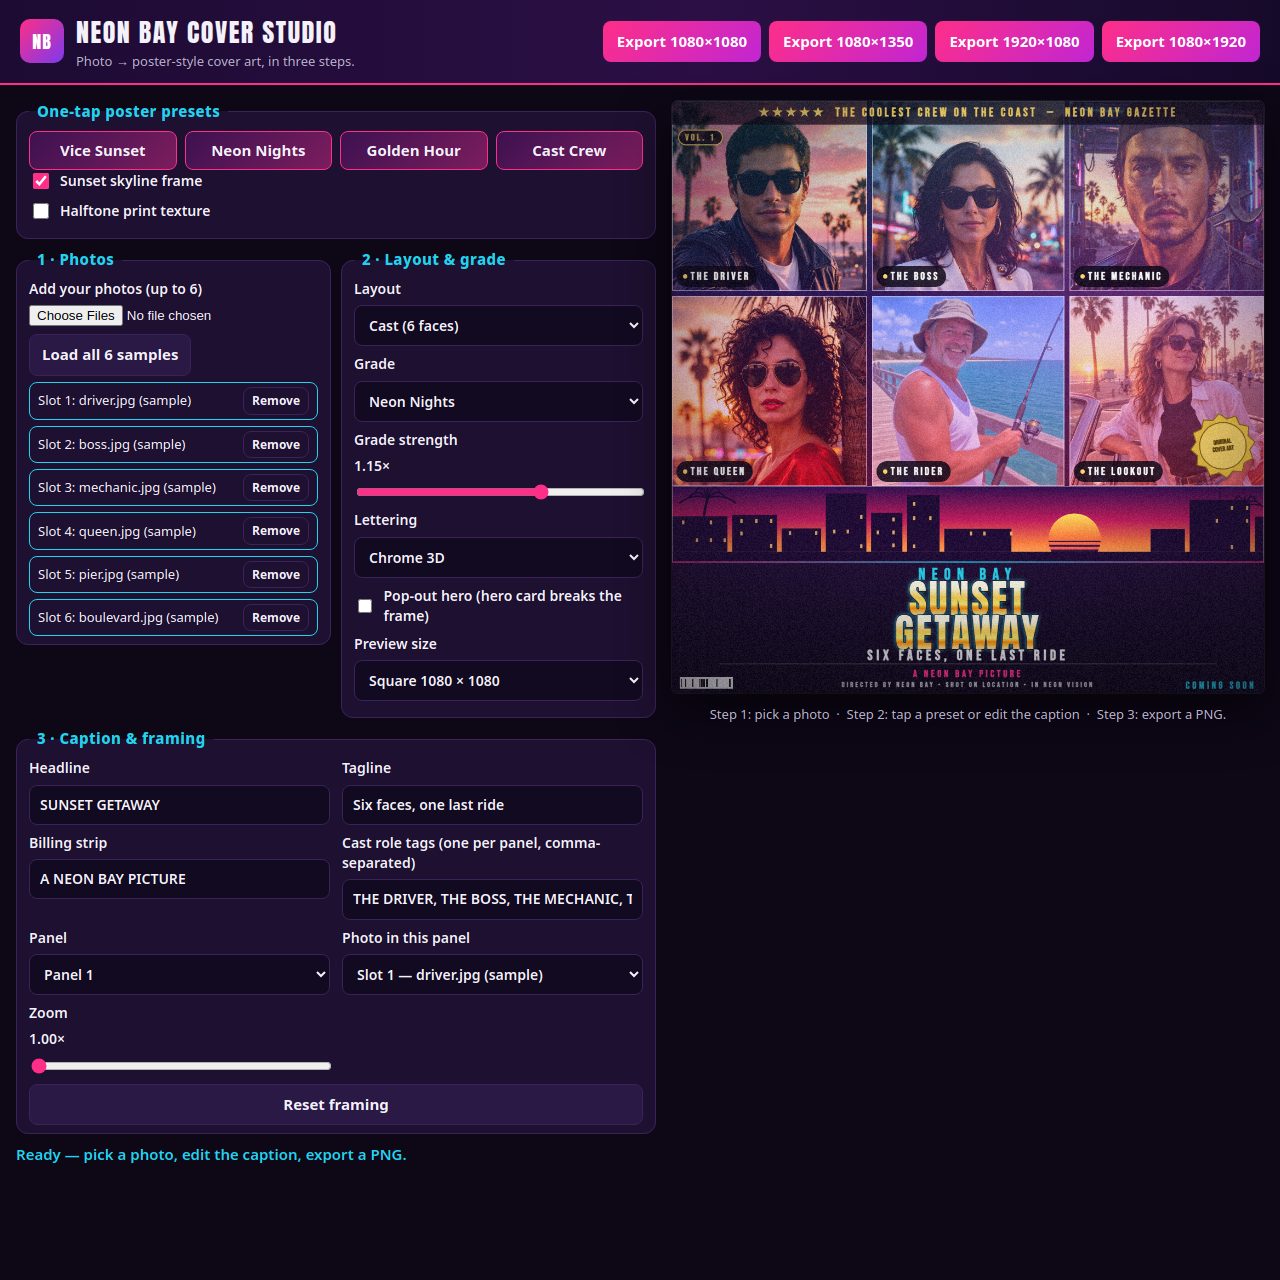 NB
NEON BAY COVER STUDIO
Photo → poster-style cover art, in three steps.
Export 1080×1080
Export 1080×1350
Export 1920×1080
Export 1080×1920
One-tap poster presets
Vice Sunset
Neon Nights
Golden Hour
Cast Crew
Sunset skyline frame
Halftone print texture
1 · Photos
Add your photos (up to 6)
Choose Files No file chosen
Load all 6 samples
Slot 1: driver.jpg (sample) Remove
Slot 2: boss.jpg (sample) Remove
Slot 3: mechanic.jpg (sample) Remove
Slot 4: queen.jpg (sample) Remove
Slot 5: pier.jpg (sample) Remove
Slot 6: boulevard.jpg (sample) Remove
2 · Layout & grade
Layout
Cast (6 faces)
Grade
Neon Nights
Grade strength
1.15×
Lettering
Chrome 3D
Pop-out hero (hero card breaks the
frame)
Preview size
Square 1080 × 1080
3 · Caption & framing
Headline
SUNSET GETAWAY
Tagline
Six faces, one last ride
Billing strip
A NEON BAY PICTURE
Cast role tags (one per panel, comma-
separated)
THE DRIVER, THE BOSS, THE MECHANIC, T
Panel
Panel 1
Photo in this panel
Slot 1 — driver.jpg (sample)
Zoom
1.00×
Reset framing
Ready — pick a photo, edit the caption, export a PNG.
★★★★★ THE COOLEST CREW ON THE COAST — NEON BAY GAZETTE
VOL. 1
THE DRIVER
THE BOSS
THE MECHANIC
THE QUEEN
THE RIDER
THE LOOKOUT
ORIGINAL
COVER ART
NEON BAY
SUNSET
GETAWAY
SIX FACES, ONE LAST RIDE
A NEON BAY PICTURE
DIRECTED BY NEON BAY · SHOT ON LOCATION · IN NEON VISION
COMING SOON
Step 1: pick a photo · Step 2: tap a preset or edit the caption · Step 3: export a PNG.